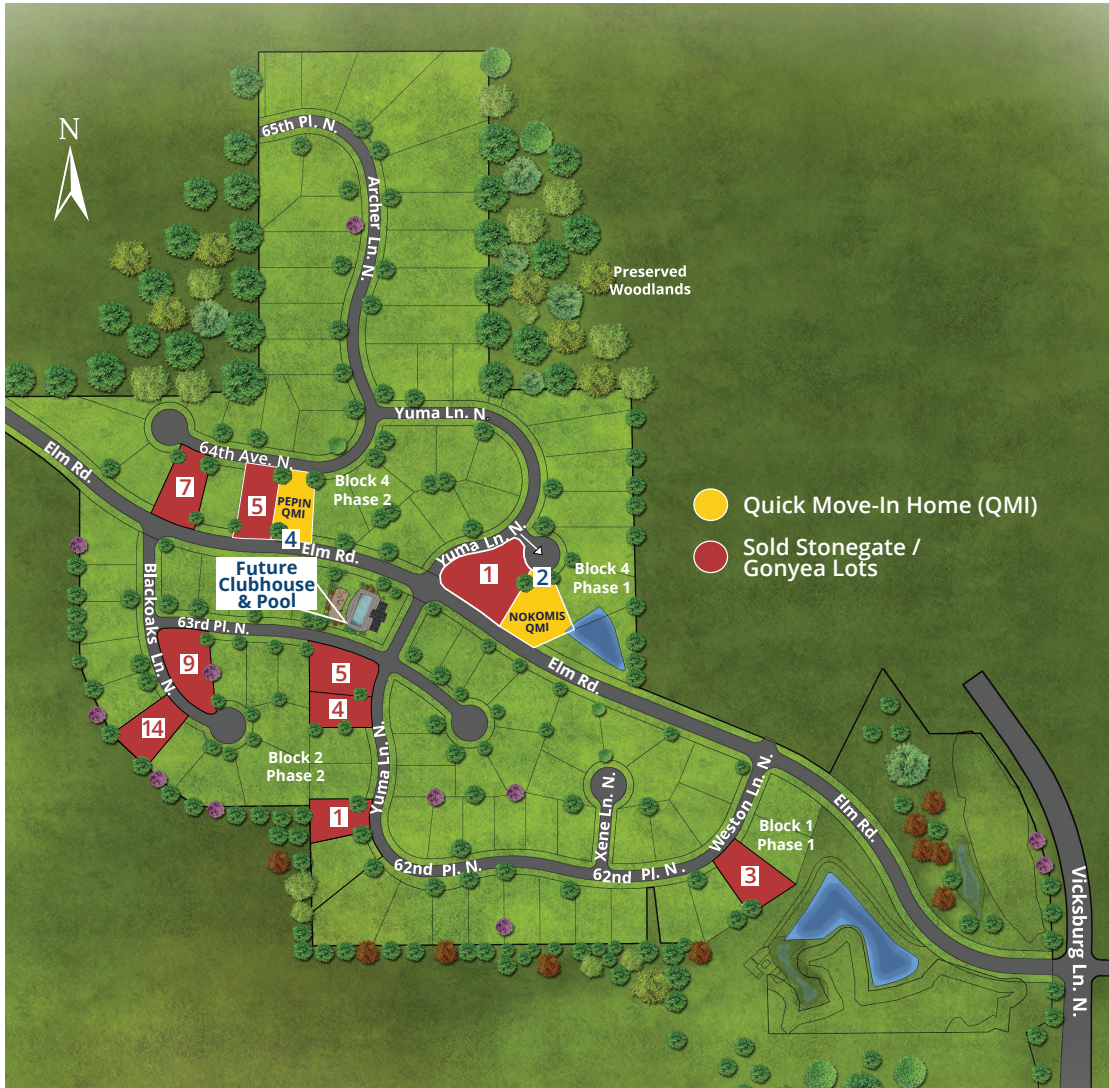 N
65th Pl. N.
Archer Ln. N.
Preserved
Woodlands
Yuma Ln. N.
Elm Rd.
64th Ave. N.
7
5
PEPIN
QMI
4
Block 4
Phase 2
Elm Rd.
Yuma Ln. N.
1
2
NOKOMIS
QMI
Block 4
Phase 1
Quick Move-In Home (QMI)
Sold Stonegate /
Gonyea Lots
Future
Clubhouse
& Pool
Blackoaks Ln. N.
63rd Pl. N.
9
14
5
4
Block 2
Phase 2
1
Yuma Ln. N.
Elm Rd.
62nd Pl. N.
Xene Ln. N.
62nd Pl. N.
Weston Ln. N.
Block 1
Phase 1
3
Elm Rd.
Vicksburg Ln. N.